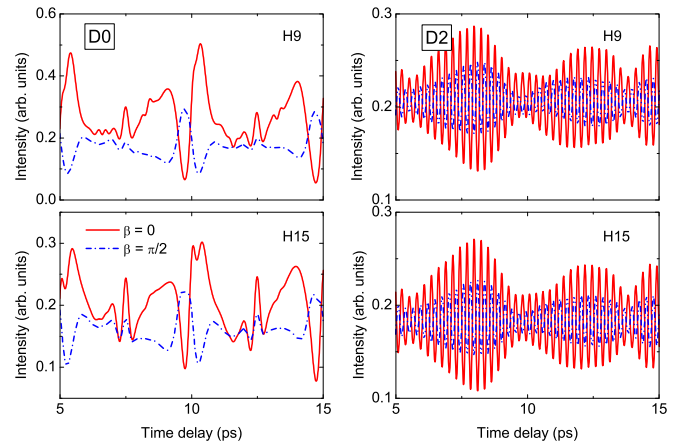 D0
H9
Intensity (arb. units)
0.6
0.4
0.2
0.0
D2
H9
Intensity (arb. units)
0.3
0.2
0.1
β = 0
β = π/2
H15
Intensity (arb. units)
0.3
0.2
0.1
5
10
15
Time delay (ps)
H15
Intensity (arb. units)
0.3
0.2
0.1
5
10
15
Time delay (ps)